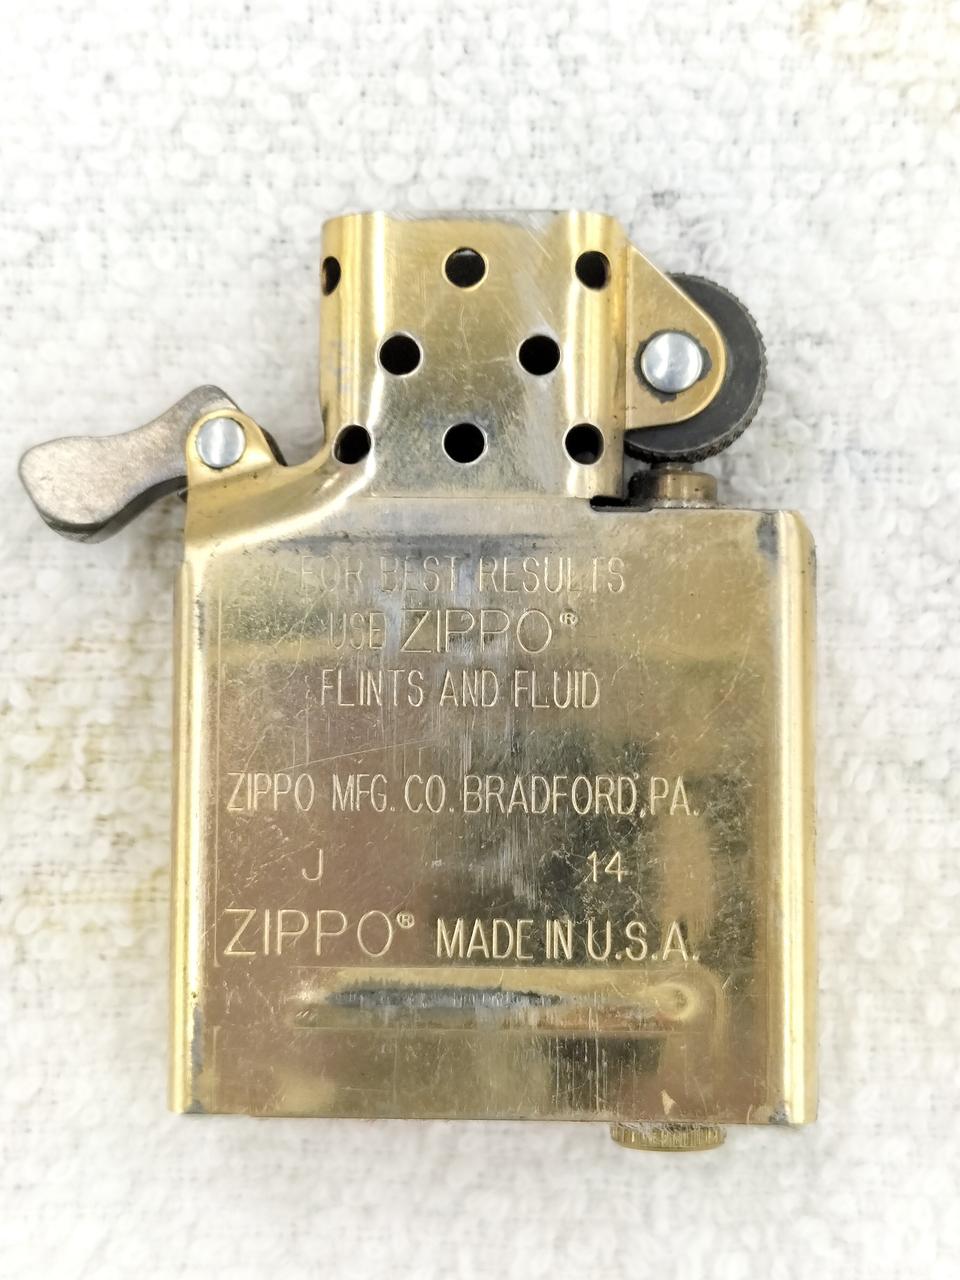 FOR BEST RESULTS
USE ZIPPO®
FLINTS AND FLUID
ZIPPO MFG. CO. BRADFORD, PA.
J 14
ZIPPO® MADE IN U.S.A.